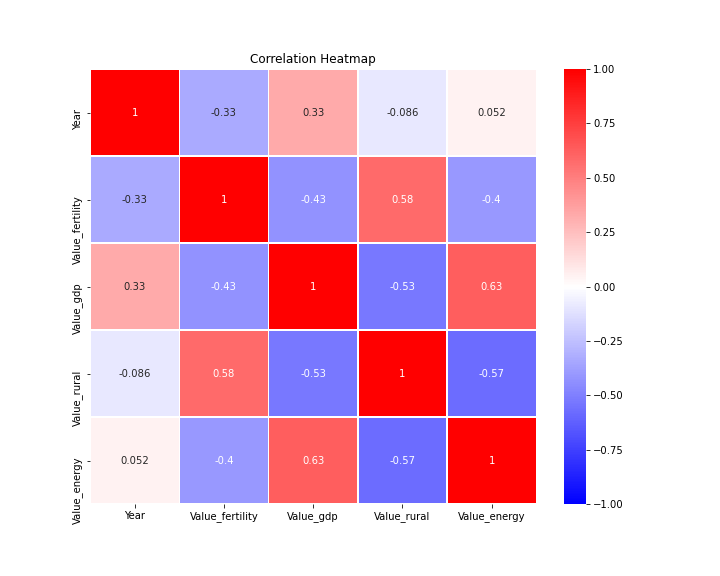 Correlation Heatmap
Year 1 -0.33 0.33 -0.086 0.052
Value_fertility -0.33 1 -0.43 0.58 -0.4
Value_gdp 0.33 -0.43 1 -0.53 0.63
Value_rural -0.086 0.58 -0.53 1 -0.57
Value_energy 0.052 -0.4 0.63 -0.57 1
Year Value_fertility Value_gdp Value_rural Value_energy
1.00
0.75
0.50
0.25
0.00
−0.25
−0.50
−0.75
−1.00